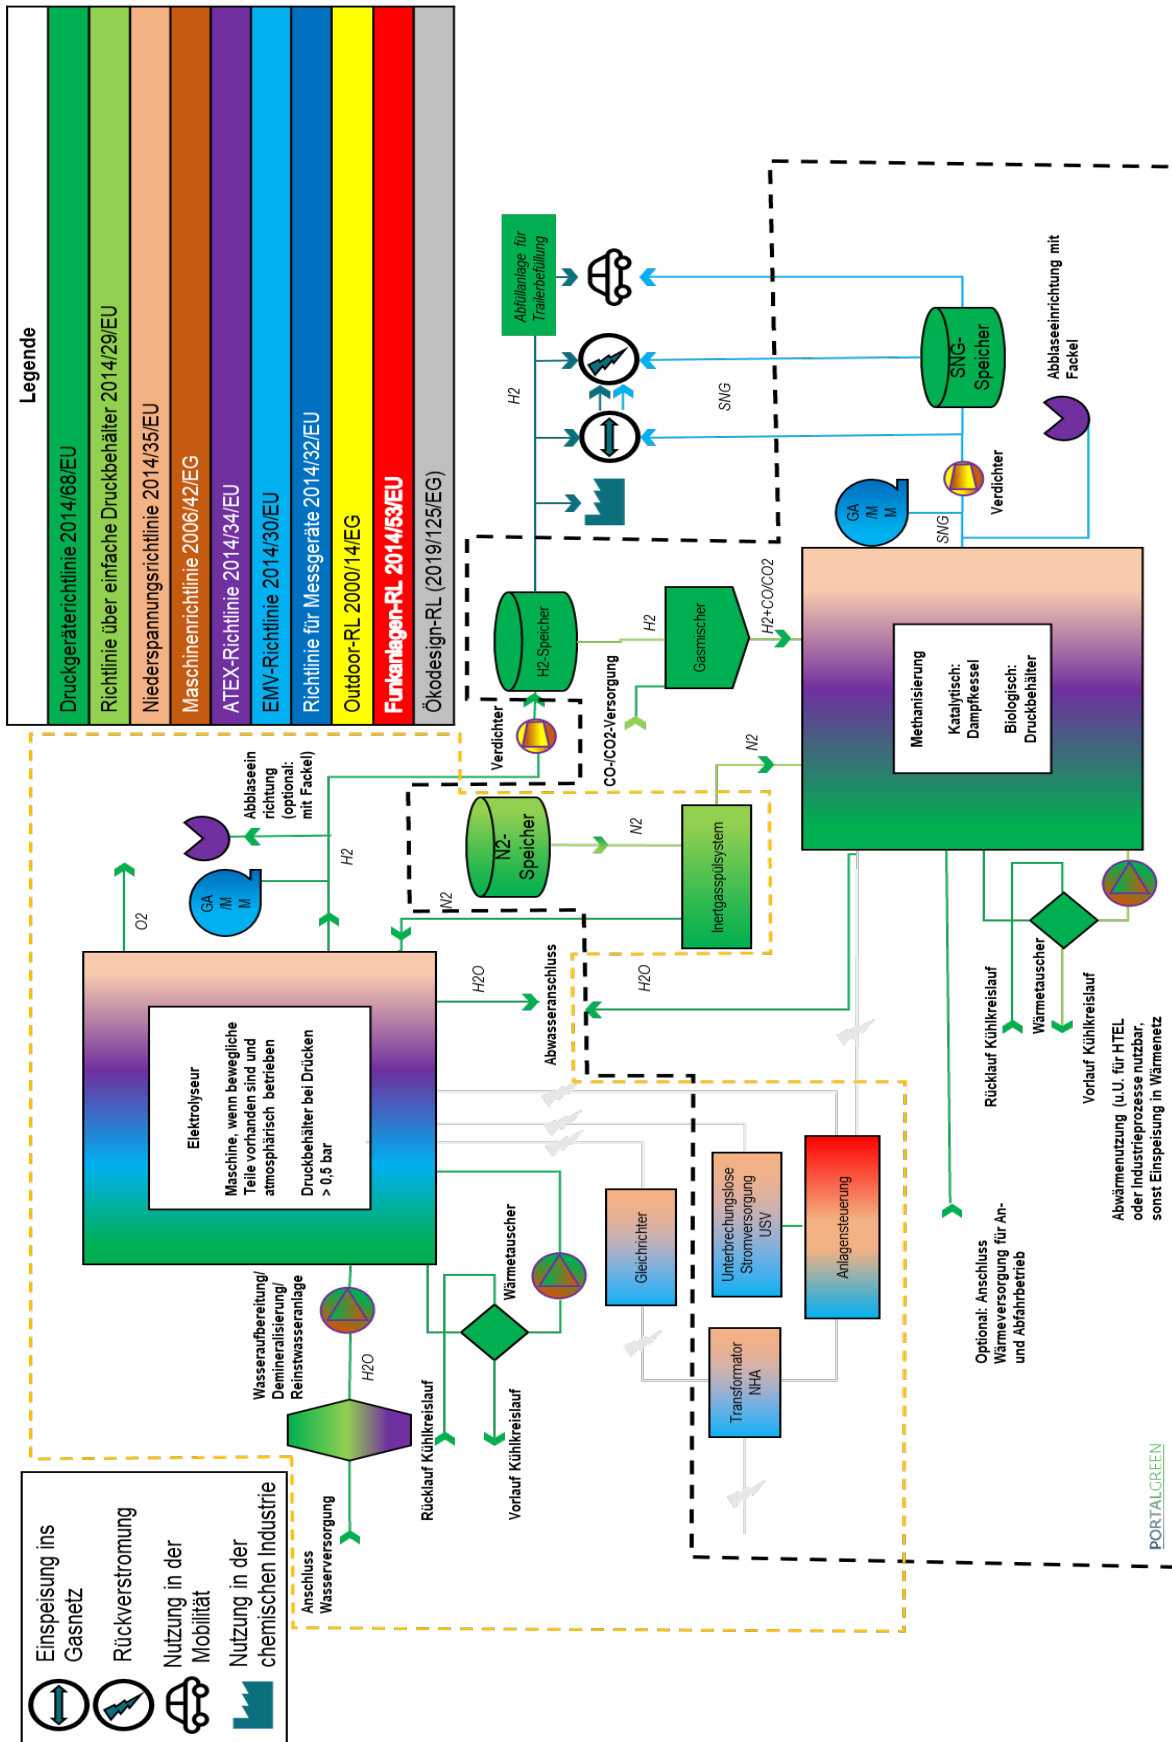 Legende
Druckgeräterichtlinie 2014/68/EU
Richtlinie über einfache Druckbehälter 2014/29/EU
Niederspannungsrichtlinie 2014/35/EU
Maschinenrichtlinie 2006/42/EG
ATEX-Richtlinie 2014/34/EU
EMV-Richtlinie 2014/30/EU
Richtlinie für Messgeräte 2014/32/EU
Outdoor-RL 2000/14/EG
Funkanlagen-RL 2014/53/EU
Ökodesign-RL (2019/125/EG)
Einspeisung ins
Gasnetz
Rückverstromung
Nutzung in der
Mobilität
Nutzung in der
chemischen Industrie
Anschluss
Wasserversorgung
Wasseraufbereitung/
Demineralisierung/
Reinstwasseranlage
H2O
Rücklauf Kühlkreislauf
Vorlauf Kühlkreislauf
Wärmetauscher
Elektrolyseur
Maschine, wenn bewegliche
Teile vorhanden sind und
atmosphärisch betrieben
Druckbehälter bei Drücken
> 0,5 bar
O2
GA
/M
M
Abblaseein
richtung
(optional:
mit Fackel)
H2
H2O
Abwasseranschluss
N2
N2-
Speicher
N2
Inertgasspülsystem
N2
Verdichter
H2-Speicher
H2
Abfüllanlage für
Trailerbefüllung
H2
CO-/CO2-Versorgung
Gasmischer
H2+CO/CO2
Gleichrichter
Unterbrechungslose
Stromversorgung
USV
Transformator
NHA
Anlagensteuerung
H2O
Methanisierung
Katalytisch:
Dampfkessel
Biologisch:
Druckbehälter
GA
/M
M
SNG
Verdichter
SNG-
Speicher
SNG
Abblaseeinrichtung mit
Fackel
Optional: Anschluss
Wärmeversorgung für An-
und Abfahrbetrieb
Rücklauf Kühlkreislauf
Wärmetauscher
Vorlauf Kühlkreislauf
Abwärmenutzung (u.U. für HTEL
oder Industrieprozesse nutzbar,
sonst Einspeisung in Wärmenetz
PORTALGREEN